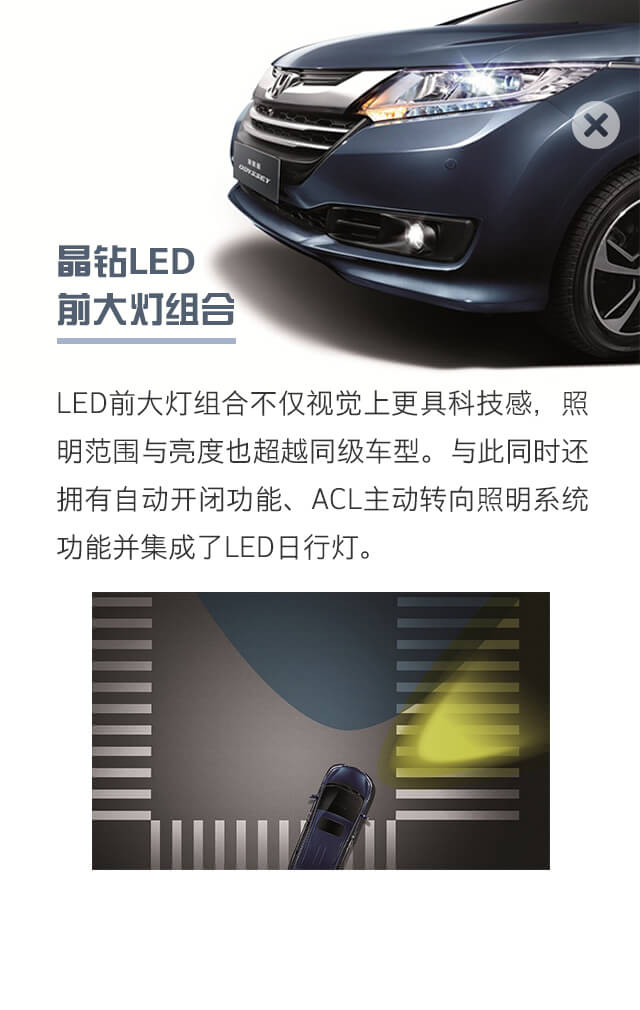 ODYSSEY
晶钻LED
前大灯组合
LED前大灯组合不仅视觉上更具科技感，照
明范围与亮度也超越同级车型。与此同时还
拥有自动开闭功能、ACL主动转向照明系统
功能并集成了LED日行灯。